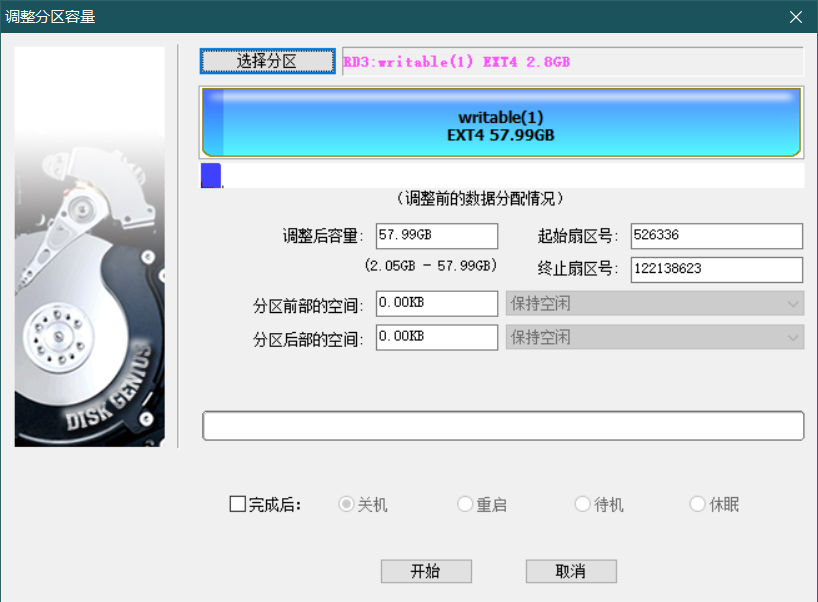 调整分区容量
选择分区 RD3:writable(1) EXT4 2.8GB
writable(1)
EXT4 57.99GB
(调整前的数据分配情况)
调整后容量: 57.99GB 起始扇区号: 526336
(2.05GB - 57.99GB) 终止扇区号: 122138623
分区前部的空间: 0.00KB 保持空闲
分区后部的空间: 0.00KB 保持空闲
DISK GENIUS
完成后: 关机 重启 待机 休眠
开始 取消